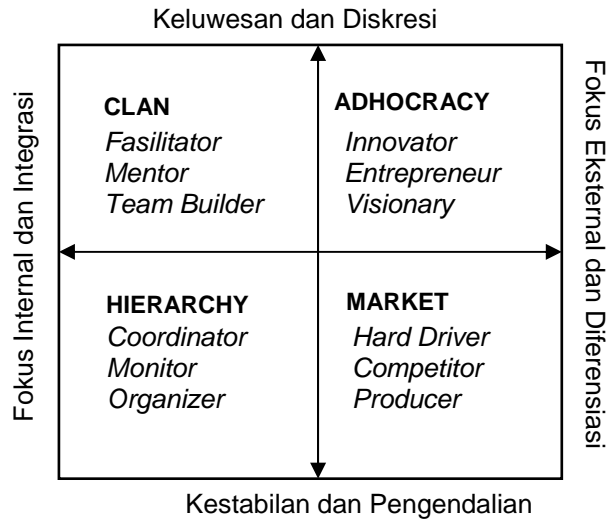 Keluwesan dan Diskresi
Fokus Internal dan Integrasi
CLAN
Fasilitator
Mentor
Team Builder
ADHOCRACY
Innovator
Entrepreneur
Visionary
HIERARCHY
Coordinator
Monitor
Organizer
MARKET
Hard Driver
Competitor
Producer
Fokus Eksternal dan Diferensiasi
Kestabilan dan Pengendalian